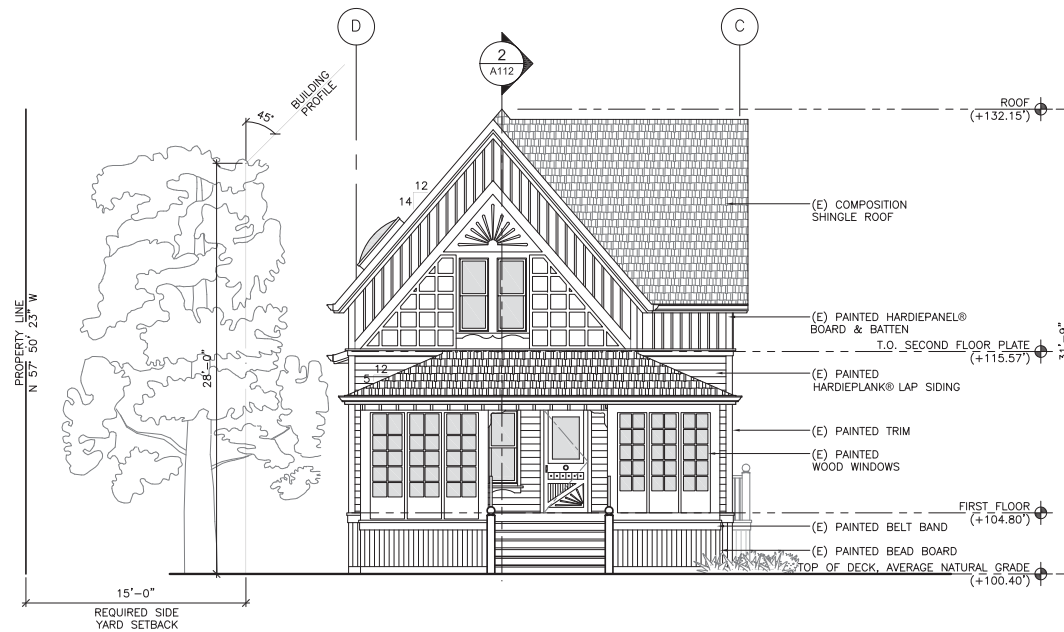 D
C
2
A112
BUILDING
PROFILE
45°
ROOF
(+132.15')
12
14
(E) COMPOSITION
SHINGLE ROOF
PROPERTY LINE
N 57° 50' 23" W
28'-0"
(E) PAINTED HARDIEPANEL®
BOARD & BATTEN
T.O. SECOND FLOOR PLATE
(+115.57')
31'-9"
12
5
(E) PAINTED
HARDIEPLANK® LAP SIDING
(E) PAINTED TRIM
(E) PAINTED
WOOD WINDOWS
FIRST FLOOR
(+104.80')
(E) PAINTED BELT BAND
(E) PAINTED BEAD BOARD
TOP OF DECK, AVERAGE NATURAL GRADE
(+100.40')
15'-0"
REQUIRED SIDE
YARD SETBACK